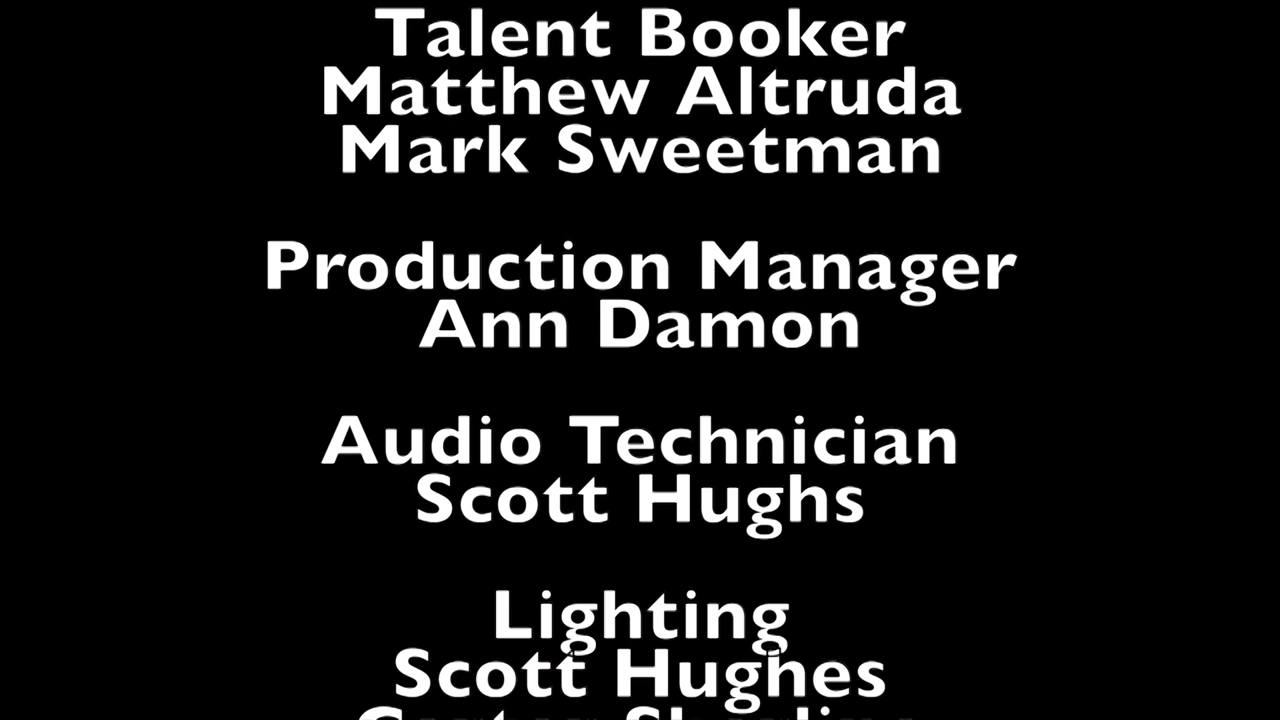 Talent Booker
Matthew Altruda
Mark Sweetman
Production Manager
Ann Damon
Audio Technician
Scott Hughs
Lighting
Scott Hughes